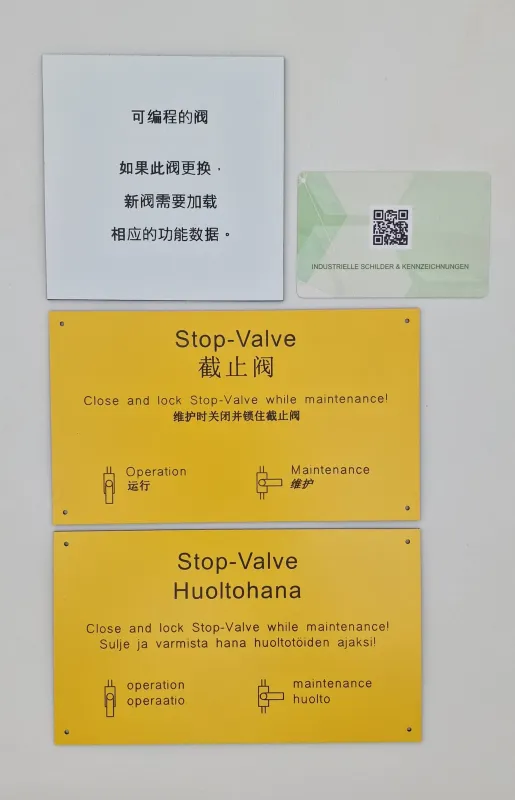 可编程的阀
如果此阀更换，
新阀需要加载
相应的功能数据。
INDUSTRIELLE SCHILDER & KENNZEICHNUNGEN
Stop-Valve
截止阀
Close and lock Stop-Valve while maintenance!
维护时关闭并锁住截止阀
Operation
运行
Maintenance
维护
Stop-Valve
Huoltohana
Close and lock Stop-Valve while maintenance!
Sulje ja varmista hana huoltotöiden ajaksi!
operation
operaatio
maintenance
huolto